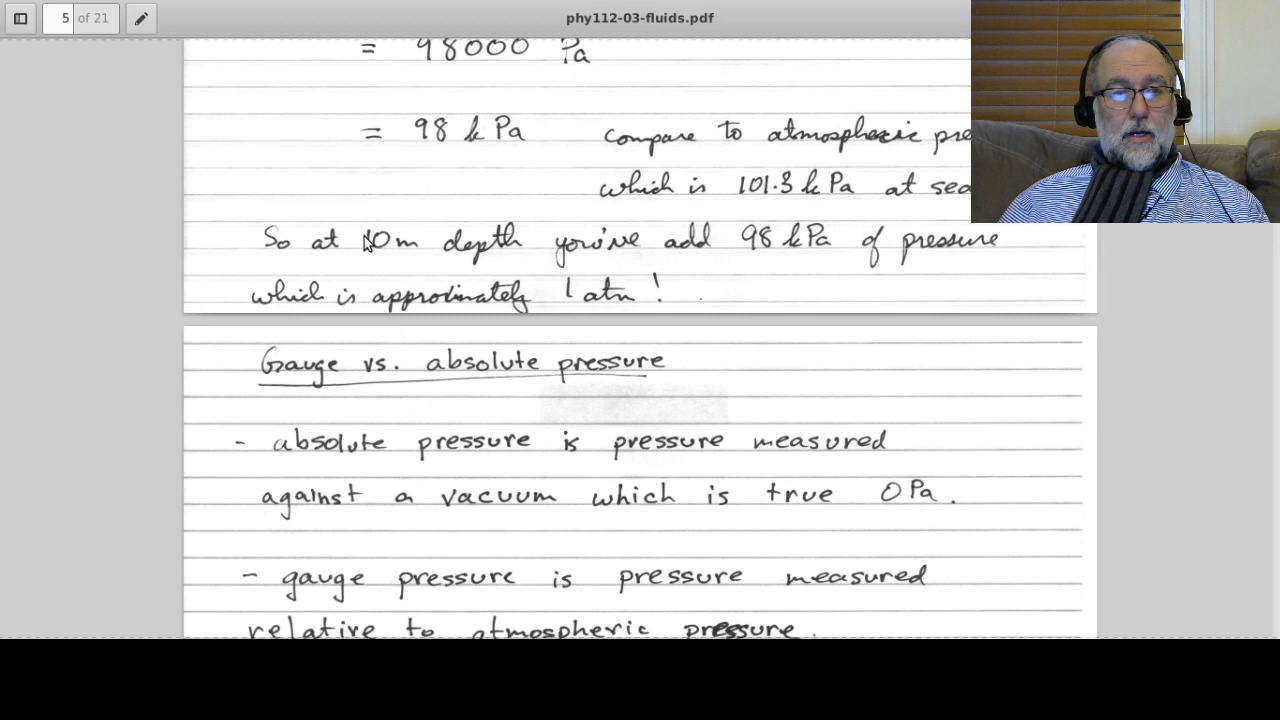 5 of 21
phy112-03-fluids.pdf
= 98000 Pa
= 98 k Pa compare to atmospheric pre
which is 101.3 k Pa at sea
So at 10m depth you've add 98 kPa of pressure
which is approximately 1 atm !
Gauge vs. absolute pressure
- absolute pressure is pressure measured
against a vacuum which is true 0 Pa.
- gauge pressure is pressure measured
relative to atmospheric pressure.